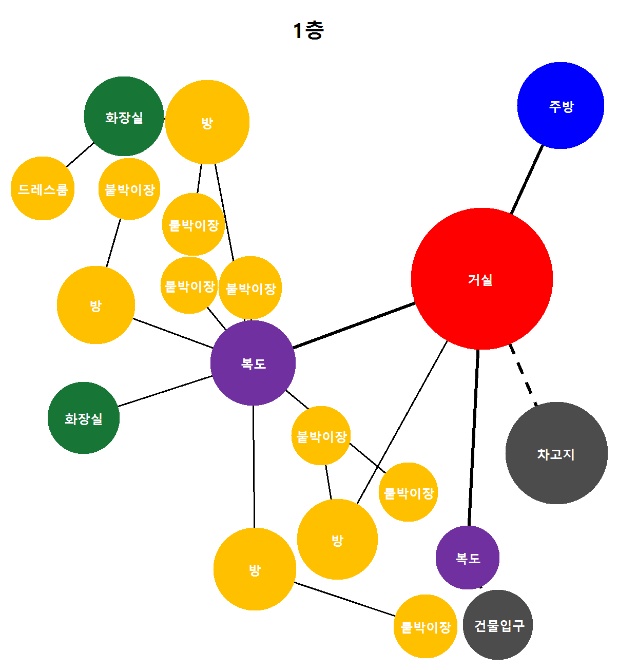 1층
주방
화장실
방
드레스룸
붙박이장
붙박이장
거실
붙박이장
붙박이장
방
복도
화장실
붙박이장
차고지
붙박이장
방
복도
방
붙박이장
건물입구